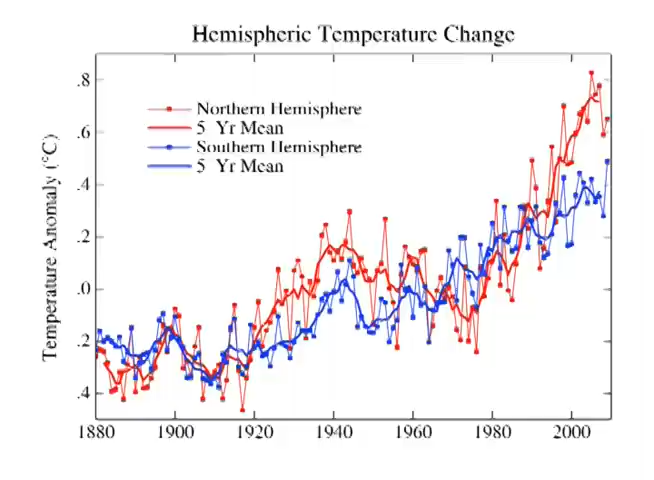 Hemispheric Temperature Change
Temperature Anomaly (°C)
.8
.6
.4
.2
.0
.2
.4
Northern Hemisphere
5 Yr Mean
Southern Hemisphere
5 Yr Mean
1880 1900 1920 1940 1960 1980 2000